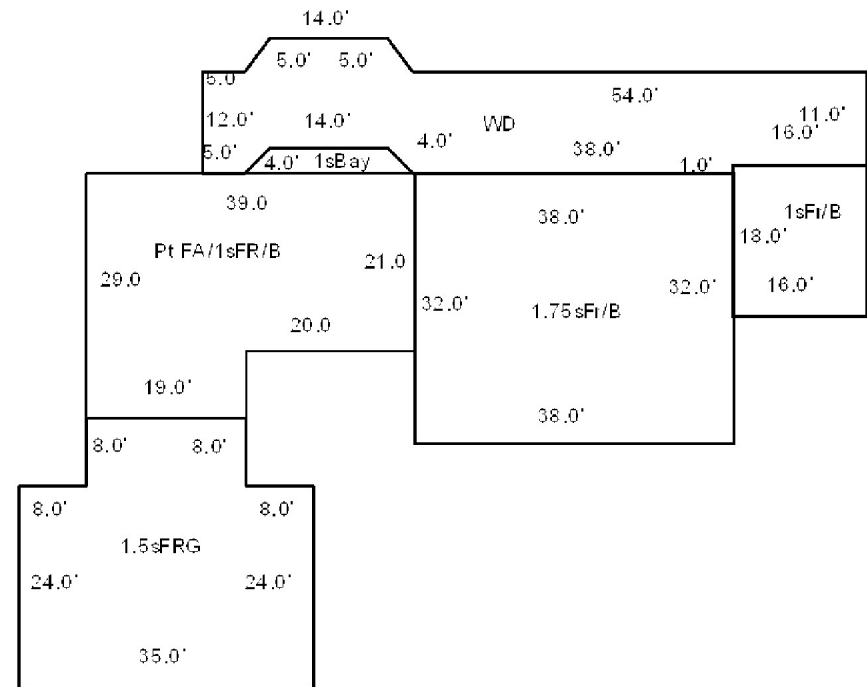 14.0'
5.0' 5.0'
5.0'
54.0'
12.0' 14.0' WD 11.0'
16.0'
5.0' 4.0' 1sBay 4.0' 38.0' 1.0'
39.0 38.0' 1sFr/B
18.0'
Pt FA/1sFR/B 21.0
29.0 32.0' 1.75sFr/B 32.0' 16.0'
20.0
19.0' 38.0'
8.0' 8.0'
8.0' 8.0'
1.5sFRG
24.0' 24.0'
35.0'